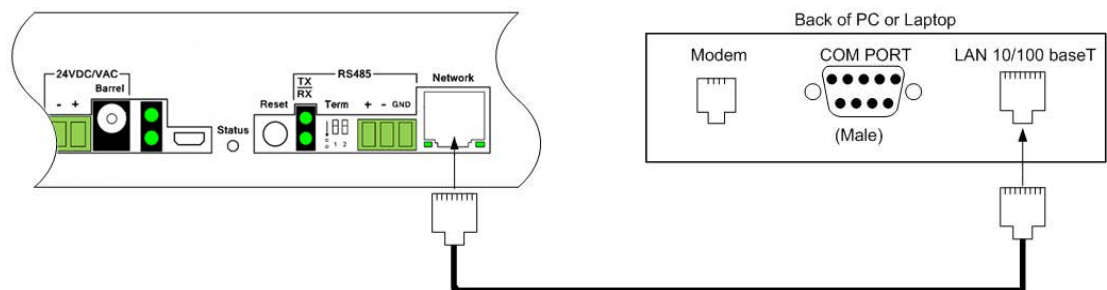 24VDC/VAC
Barrel
- +
Status
RS485
TX
RX
Reset
Term
+ - GND
1 2
Network
Back of PC or Laptop
Modem
COM PORT
(Male)
LAN 10/100 baseT